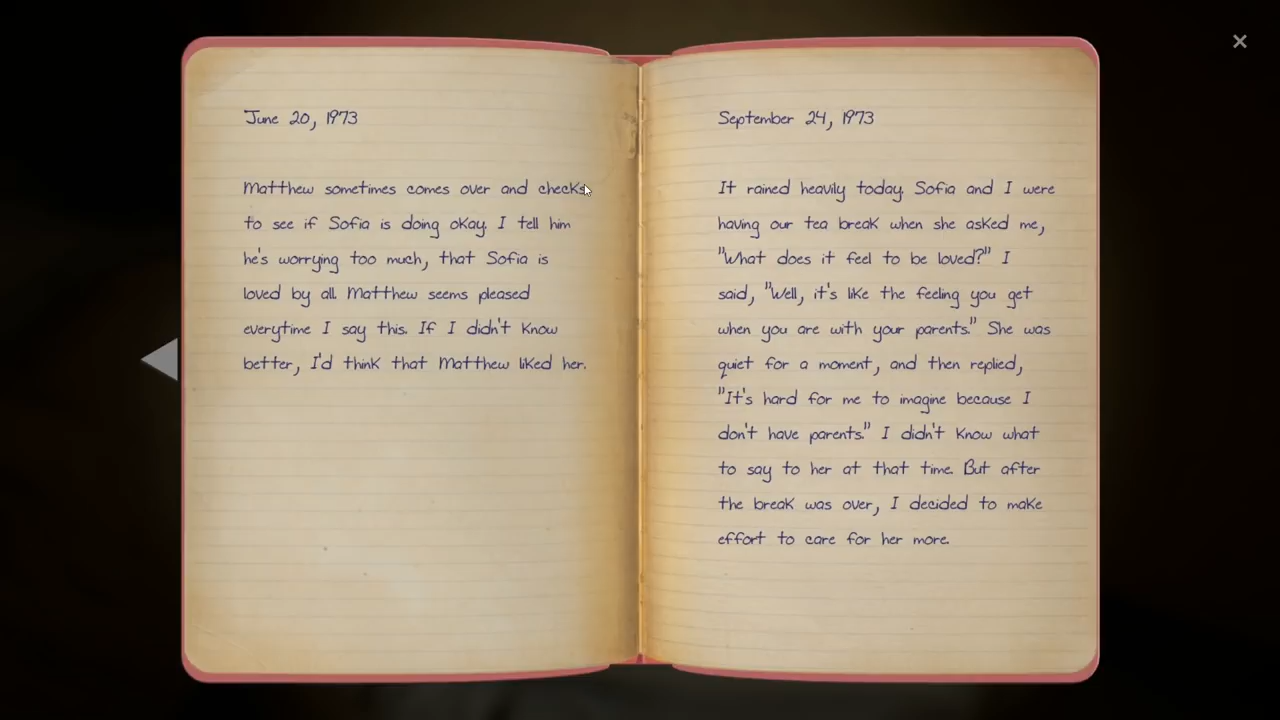 June 20, 1973
Matthew sometimes comes over and checks
to see if Sofia is doing okay. I tell him
he's worrying too much, that Sofia is
loved by all. Matthew seems pleased
everytime I say this. If I didn't know
better, I'd think that Matthew liked her.
September 24, 1973
It rained heavily today. Sofia and I were
having our tea break when she asked me,
"What does it feel to be loved?" I
said, "Well, it's like the feeling you get
when you are with your parents." She was
quiet for a moment, and then replied,
"It's hard for me to imagine because I
don't have parents." I didn't know what
to say to her at that time. But after
the break was over, I decided to make
effort to care for her more.